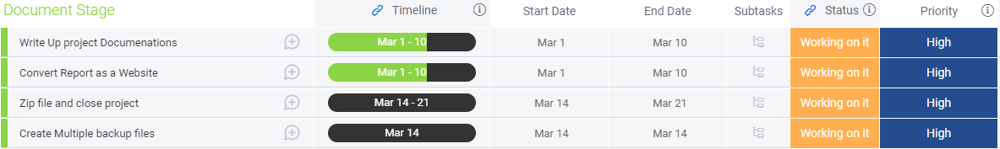 Document Stage Timeline Start Date End Date Subtasks Status Priority
Write Up project Documenations Mar 1 - 10 Mar 1 Mar 10 Working on it High
Convert Report as a Website Mar 1 - 10 Mar 1 Mar 10 Working on it High
Zip file and close project Mar 14 - 21 Mar 14 Mar 21 Working on it High
Create Multiple backup files Mar 14 Mar 14 Mar 14 Working on it High